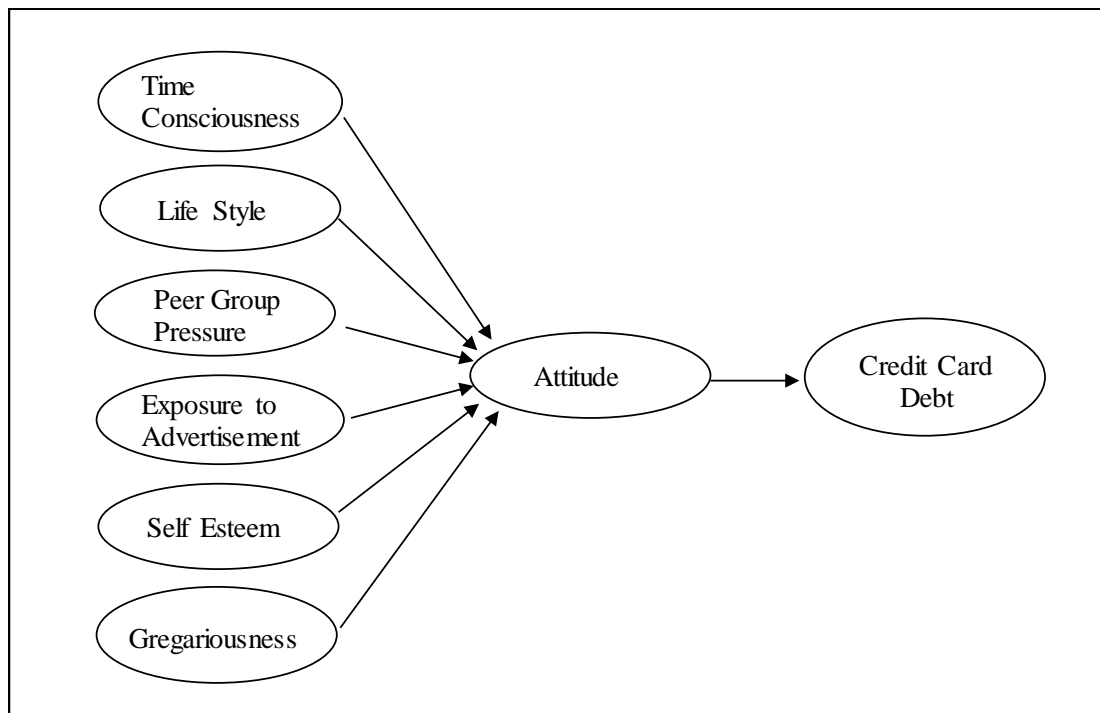 Time
Consciousness
Life Style
Peer Group
Pressure
Exposure to
Advertisement
Self Esteem
Gregariousness
Attitude
Credit Card
Debt